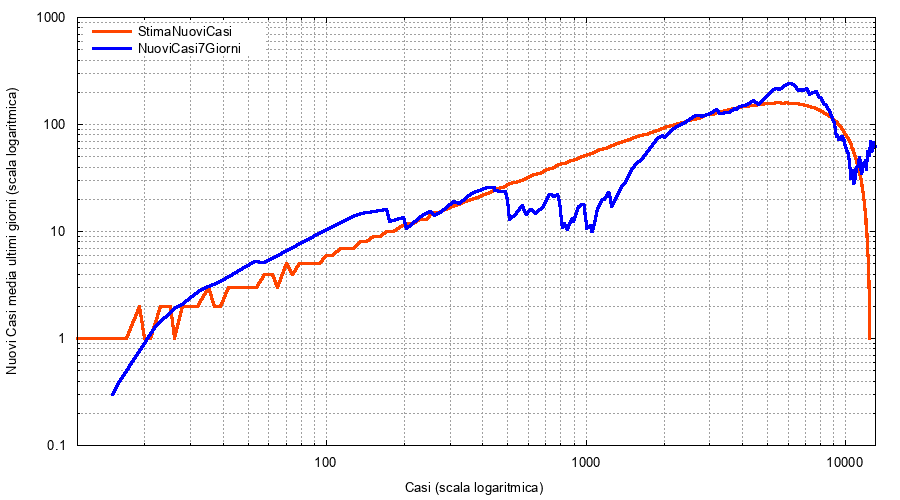 1000
StimaNuoviCasi
NuoviCasi7Giorni
100
10
1
0.1
Nuovi Casi media ultimi giorni (scala logaritmica)
100
1000
10000
Casi (scala logaritmica)